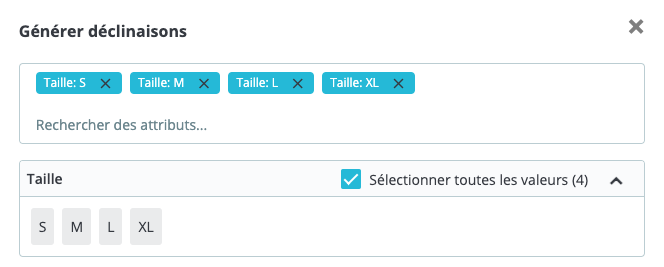 Générer déclinaisons
Taille: S Taille: M Taille: L Taille: XL
Rechercher des attributs...
Taille Sélectionner toutes les valeurs (4)
S M L XL